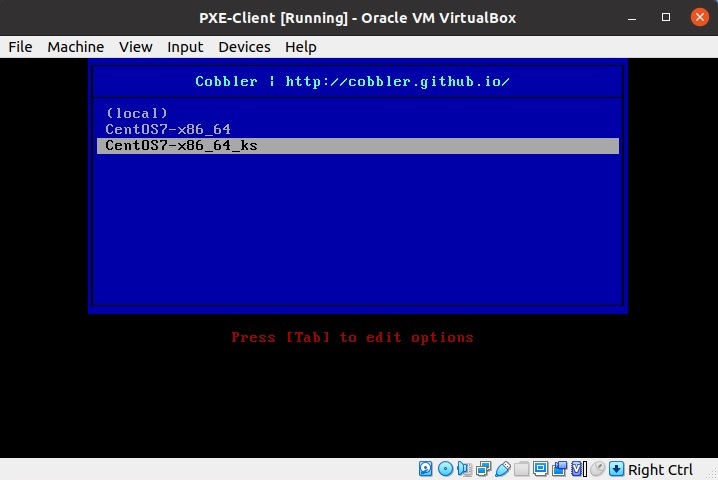 PXE-Client [Running] - Oracle VM VirtualBox
File Machine View Input Devices Help
Cobbler | http://cobbler.github.io/
(local)
CentOS7-x86_64
CentOS7-x86_64_ks
Press [Tab] to edit options
Right Ctrl